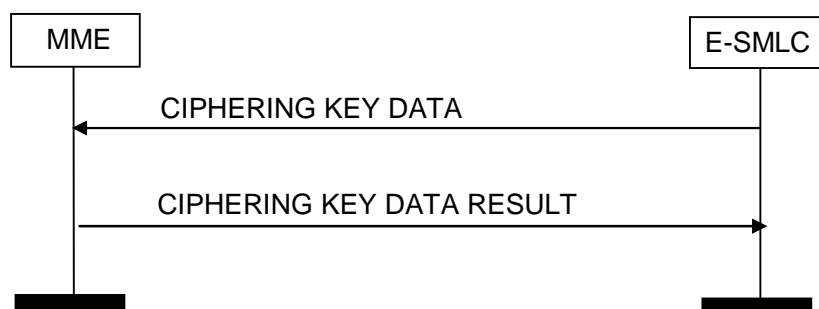 MME
E-SMLC
CIPHERING KEY DATA
CIPHERING KEY DATA RESULT